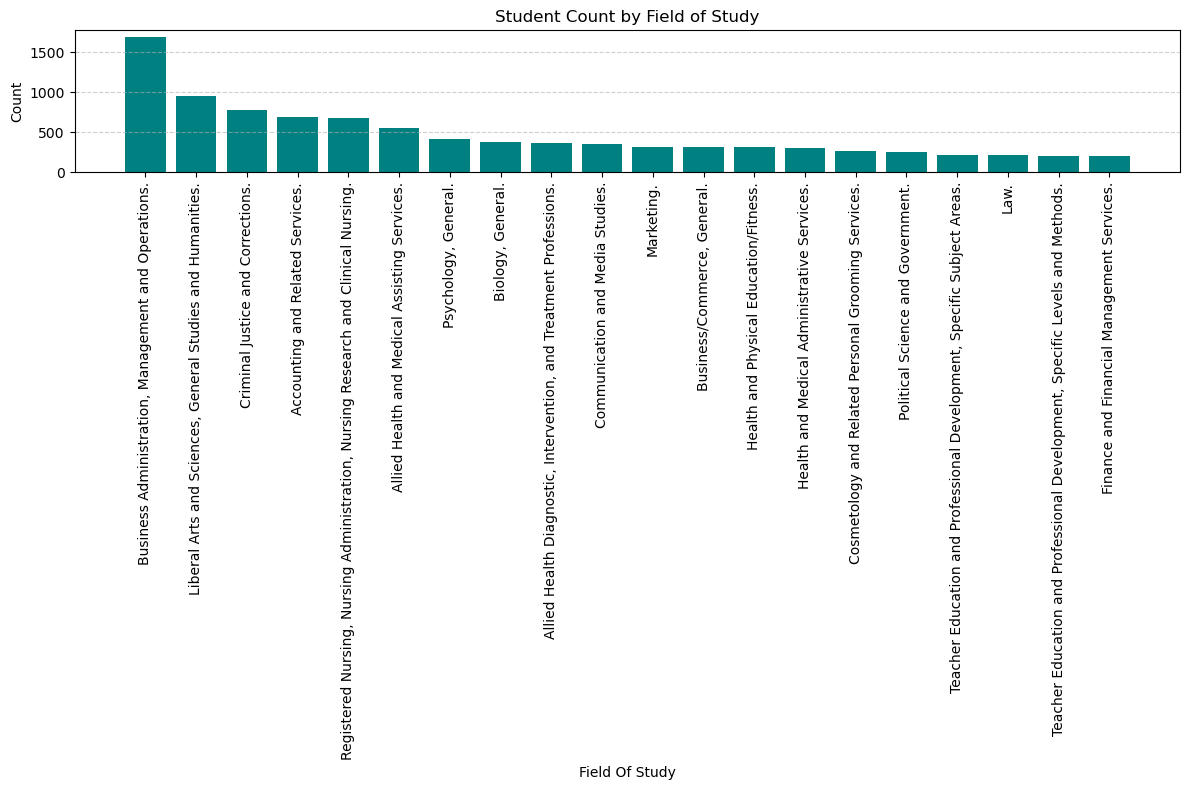 Student Count by Field of Study
Count
1500
1000
500
0
Business Administration, Management and Operations.
Liberal Arts and Sciences, General Studies and Humanities.
Criminal Justice and Corrections.
Accounting and Related Services.
Registered Nursing, Nursing Administration, Nursing Research and Clinical Nursing.
Allied Health and Medical Assisting Services.
Psychology, General.
Biology, General.
Allied Health Diagnostic, Intervention, and Treatment Professions.
Communication and Media Studies.
Marketing.
Business/Commerce, General.
Health and Physical Education/Fitness.
Health and Medical Administrative Services.
Cosmetology and Related Personal Grooming Services.
Political Science and Government.
Teacher Education and Professional Development, Specific Subject Areas.
Law.
Teacher Education and Professional Development, Specific Levels and Methods.
Finance and Financial Management Services.
Field Of Study